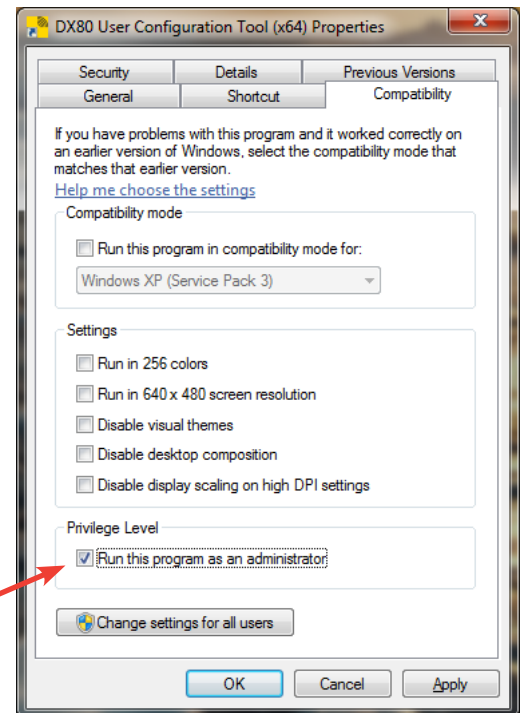 DX80 User Configuration Tool (x64) Properties
Security Details Previous Versions
General Shortcut Compatibility
If you have problems with this program and it worked correctly on
an earlier version of Windows, select the compatibility mode that
matches that earlier version.
Help me choose the settings
Compatibility mode
Run this program in compatibility mode for:
Windows XP (Service Pack 3)
Settings
Run in 256 colors
Run in 640 x 480 screen resolution
Disable visual themes
Disable desktop composition
Disable display scaling on high DPI settings
Privilege Level
Run this program as an administrator
Change settings for all users
OK Cancel Apply